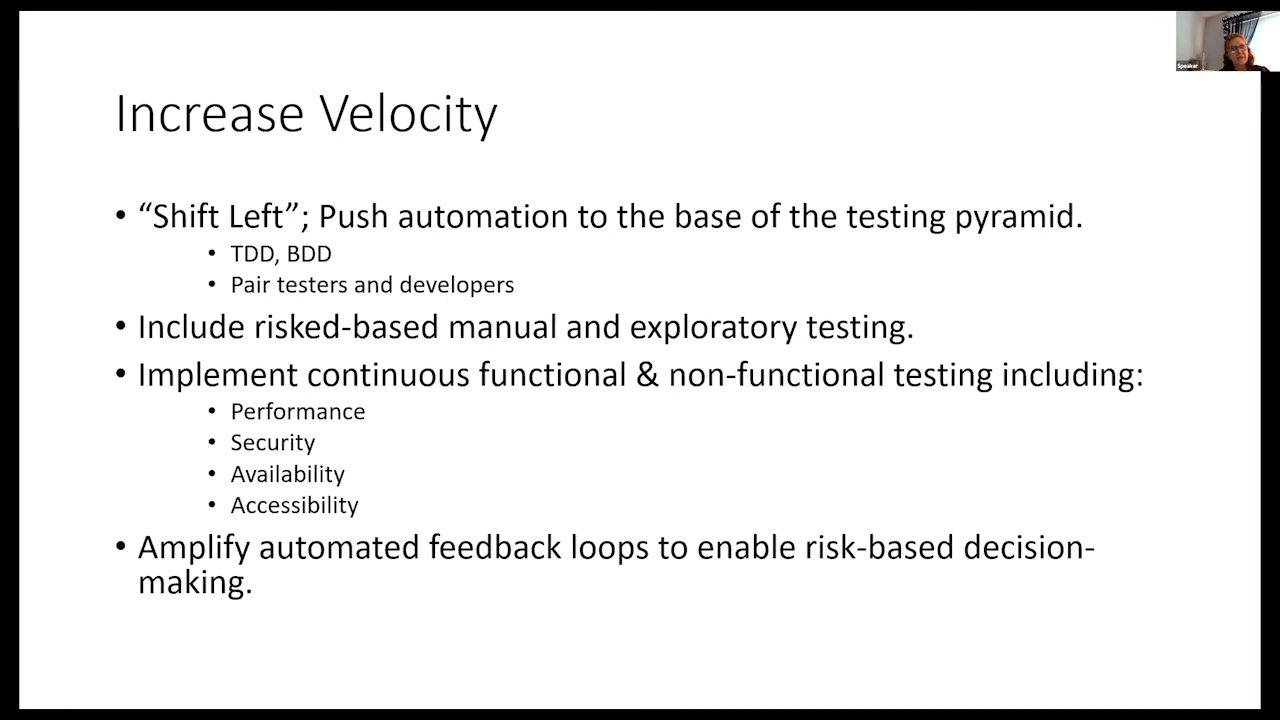 Speaker
Increase Velocity
• “Shift Left”; Push automation to the base of the testing pyramid.
• TDD, BDD
• Pair testers and developers
• Include risked-based manual and exploratory testing.
• Implement continuous functional & non-functional testing including:
• Performance
• Security
• Availability
• Accessibility
• Amplify automated feedback loops to enable risk-based decision-
making.